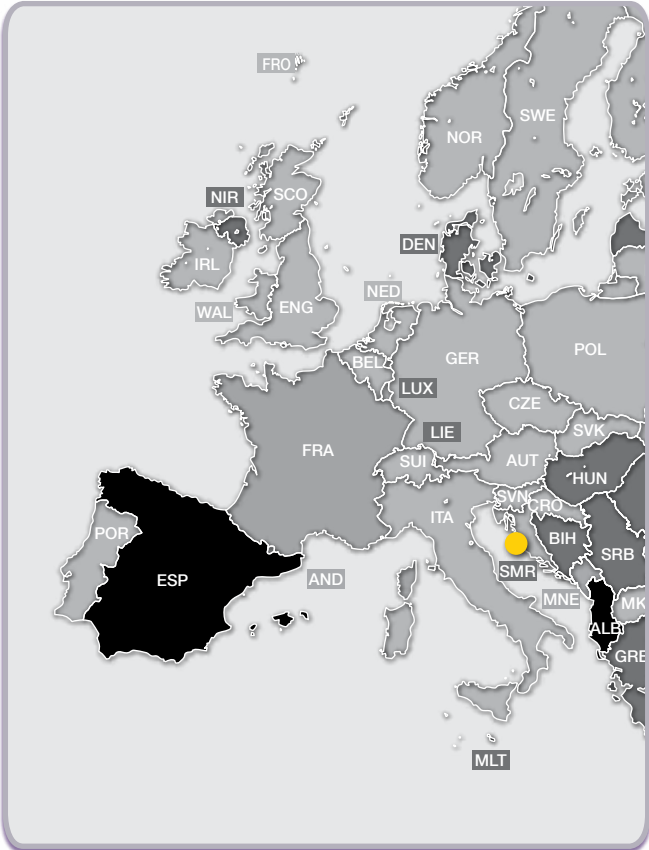 FRO
SWE
NOR
SCO
NIR
DEN
IRL
NED
ENG
WAL
POL
GER
BEL
LUX
CZE
LIE
SVK
FRA
SUI
AUT
HUN
SVN
CRO
ITA
POR
BIH
SRB
SMR
AND
ESP
MNE
MK
ALB
GRE
MLT